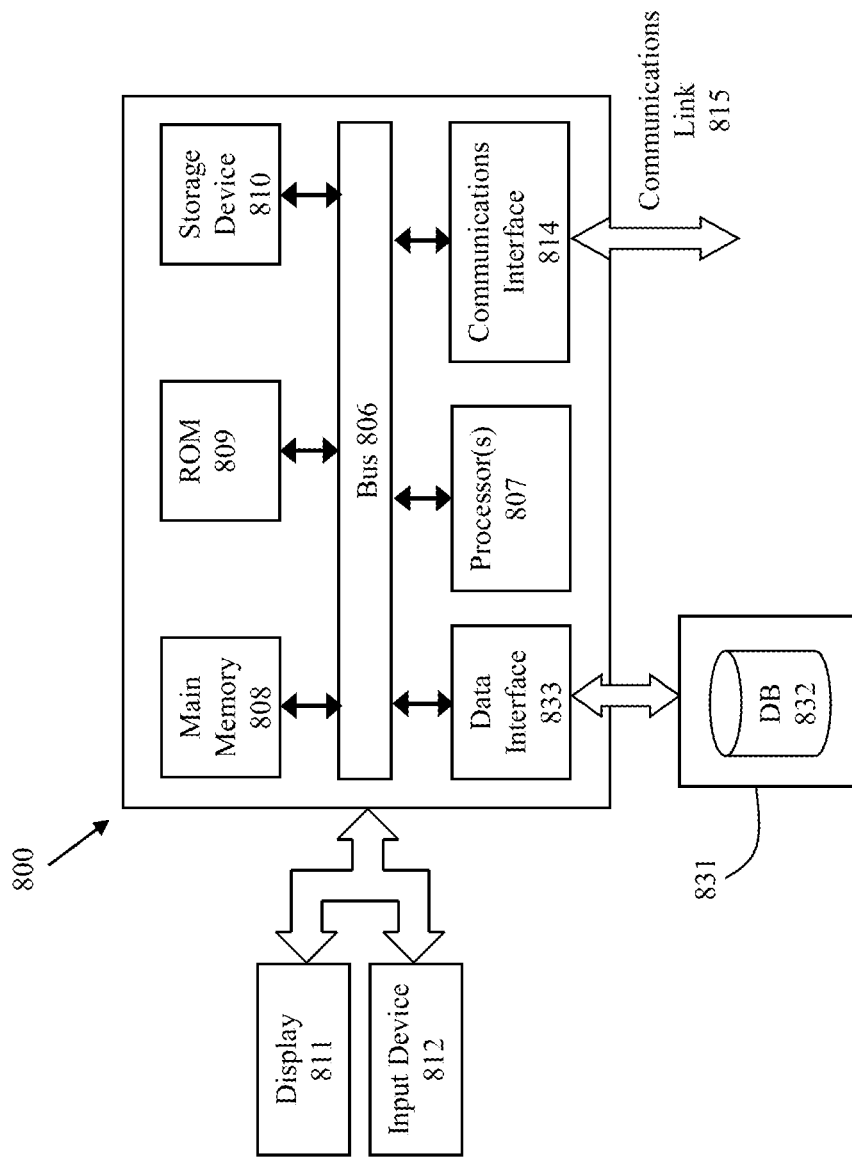 800
Main
Memory
808
ROM
809
Storage
Device
810
Display
811
Input Device
812
Bus 806
Data
Interface
833
Processor(s)
807
Communications
Interface
814
831
DB
832
Communications
Link
815